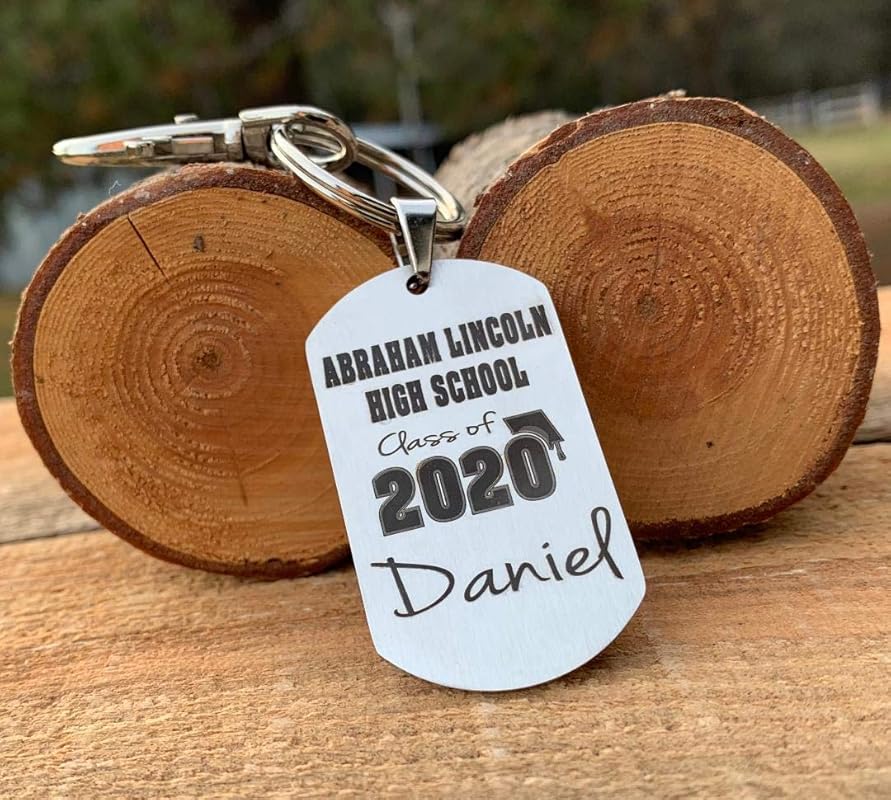 ABRAHAM LINCOLN
HIGH SCHOOL
Class of
2020
Daniel